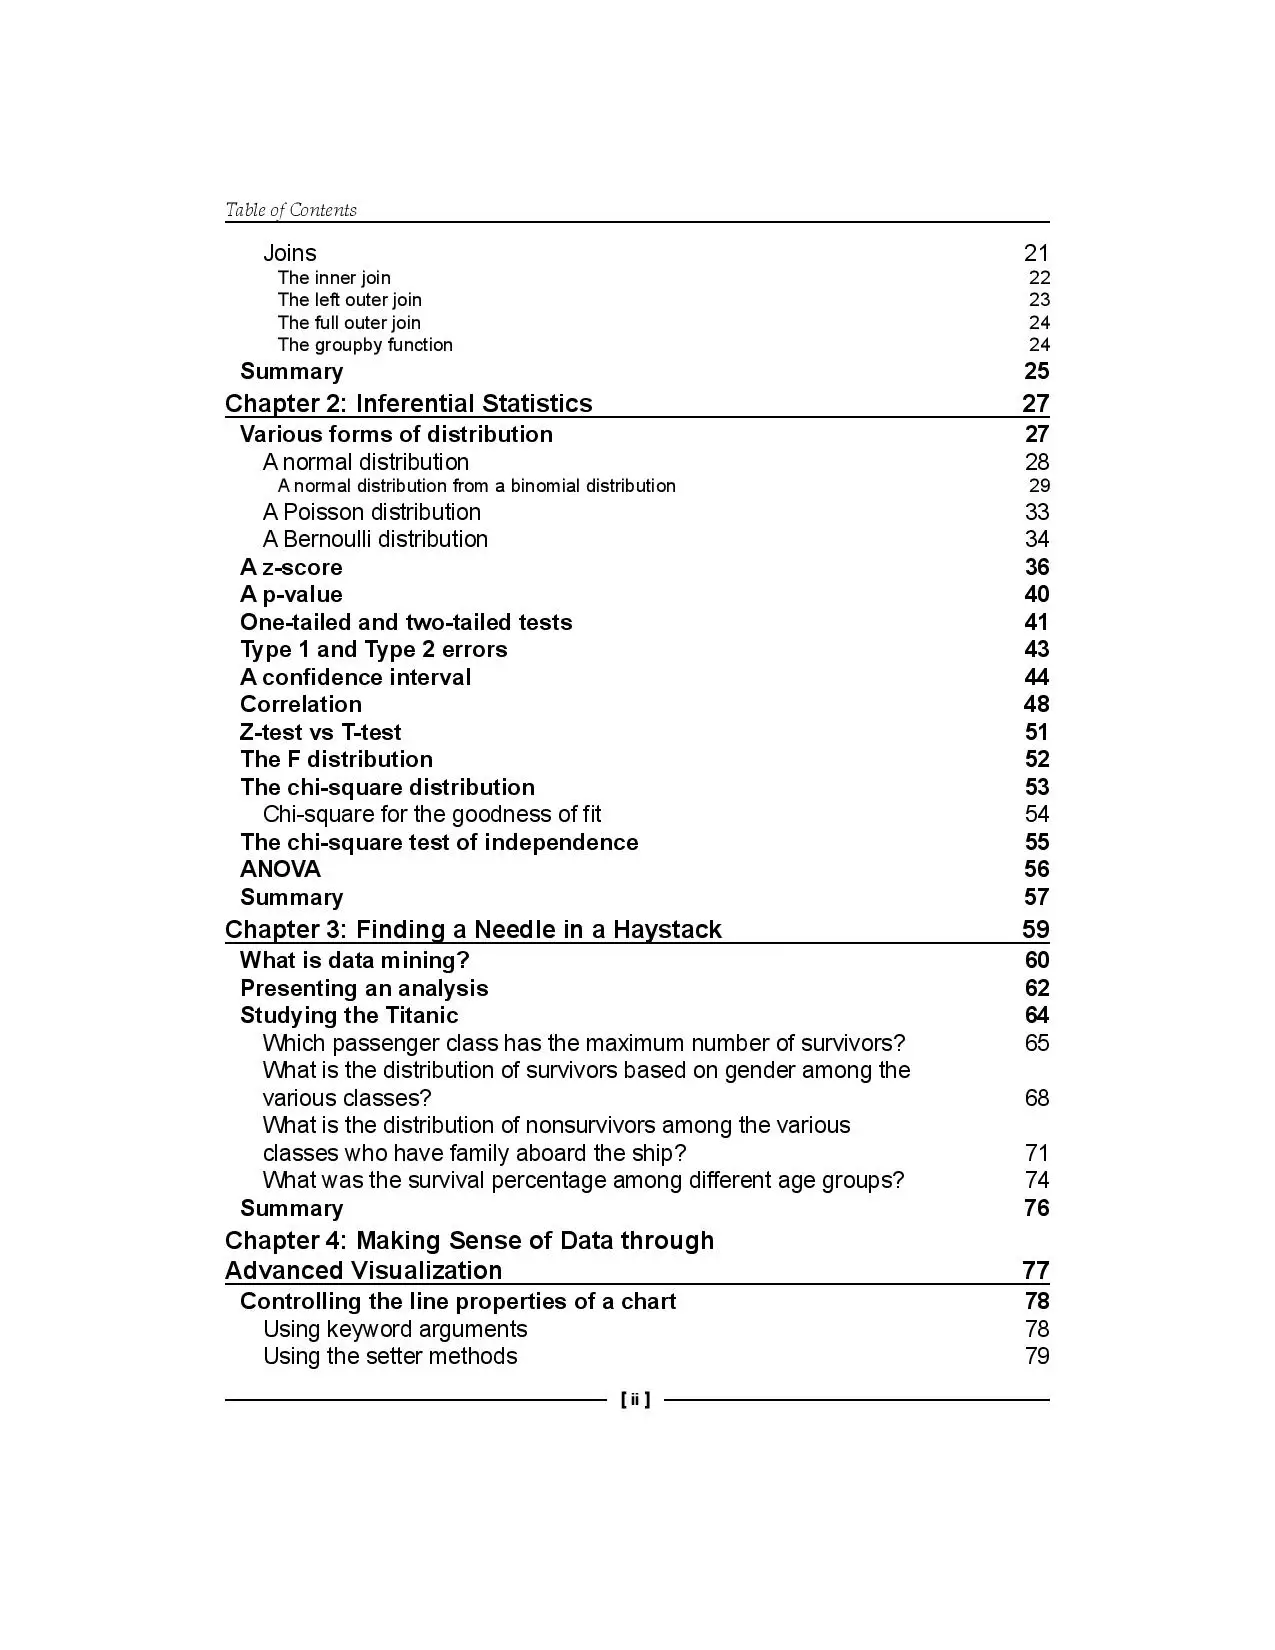 Table of Contents
Joins 21
The inner join 22
The left outer join 23
The full outer join 24
The groupby function 24
Summary 25
Chapter 2: Inferential Statistics 27
Various forms of distribution 27
A normal distribution 28
A normal distribution from a binomial distribution 29
A Poisson distribution 33
A Bernoulli distribution 34
A z-score 36
A p-value 40
One-tailed and two-tailed tests 41
Type 1 and Type 2 errors 43
A confidence interval 44
Correlation 48
Z-test vs T-test 51
The F distribution 52
The chi-square distribution 53
Chi-square for the goodness of fit 54
The chi-square test of independence 55
ANOVA 56
Summary 57
Chapter 3: Finding a Needle in a Haystack 59
What is data mining? 60
Presenting an analysis 62
Studying the Titanic 64
Which passenger class has the maximum number of survivors? 65
What is the distribution of survivors based on gender among the
various classes? 68
What is the distribution of nonsurvivors among the various
classes who have family aboard the ship? 71
What was the survival percentage among different age groups? 74
Summary 76
Chapter 4: Making Sense of Data through
Advanced Visualization 77
Controlling the line properties of a chart 78
Using keyword arguments 78
Using the setter methods 79
[ ii ]